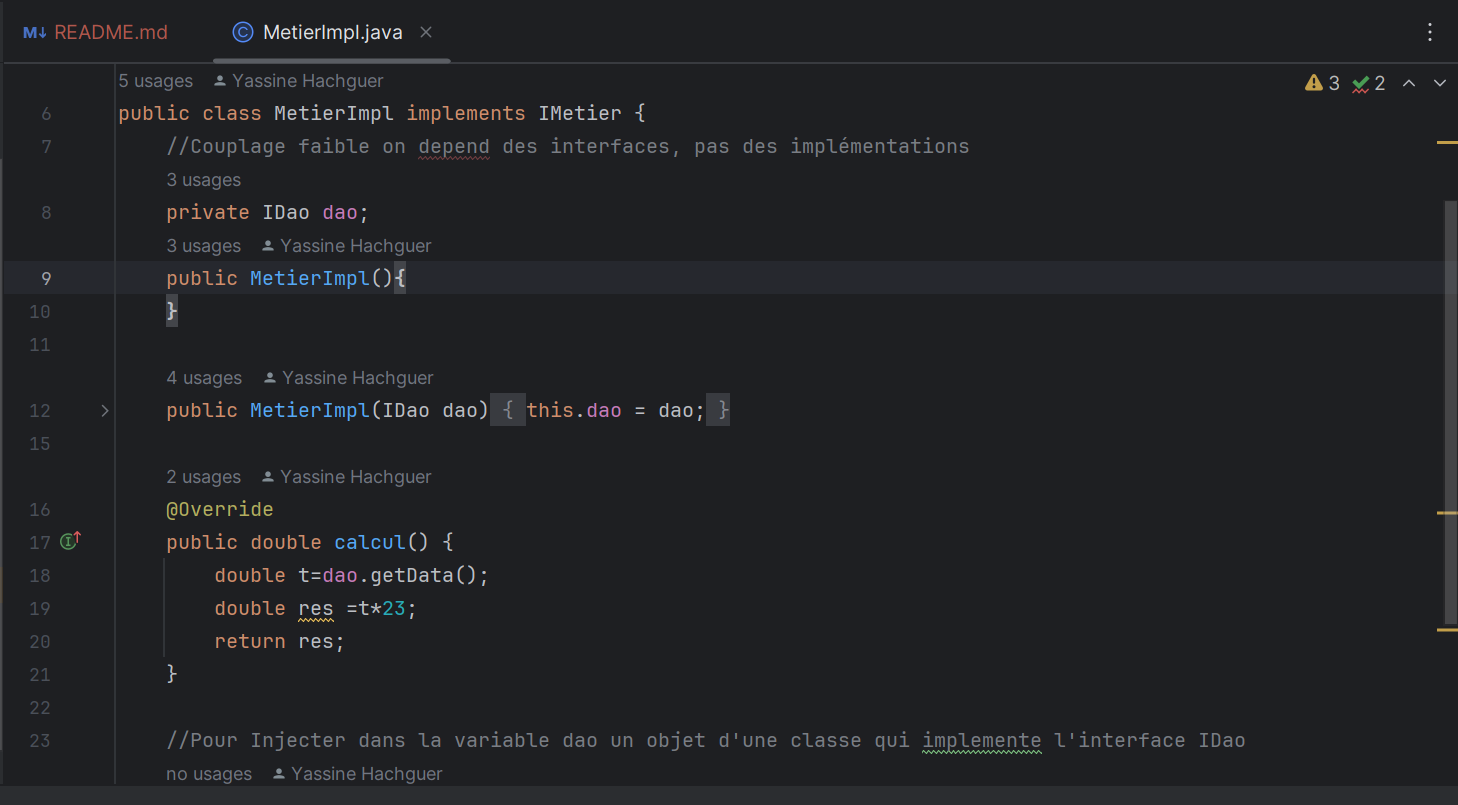 M↓ README.md
MetierImpl.java
5 usages Yassine Hachguer
3 2
6 public class MetierImpl implements IMetier {
7 //Couplage faible on depend des interfaces, pas des implémentations
3 usages
8 private IDao dao;
3 usages Yassine Hachguer
9 public MetierImpl(){
10 }
11
4 usages Yassine Hachguer
12 public MetierImpl(IDao dao) { this.dao = dao; }
15
2 usages Yassine Hachguer
16 @Override
17 public double calcul() {
18 double t=dao.getData();
19 double res =t*23;
20 return res;
21 }
22
23 //Pour Injecter dans la variable dao un objet d'une classe qui implemente l'interface IDao
no usages Yassine Hachguer